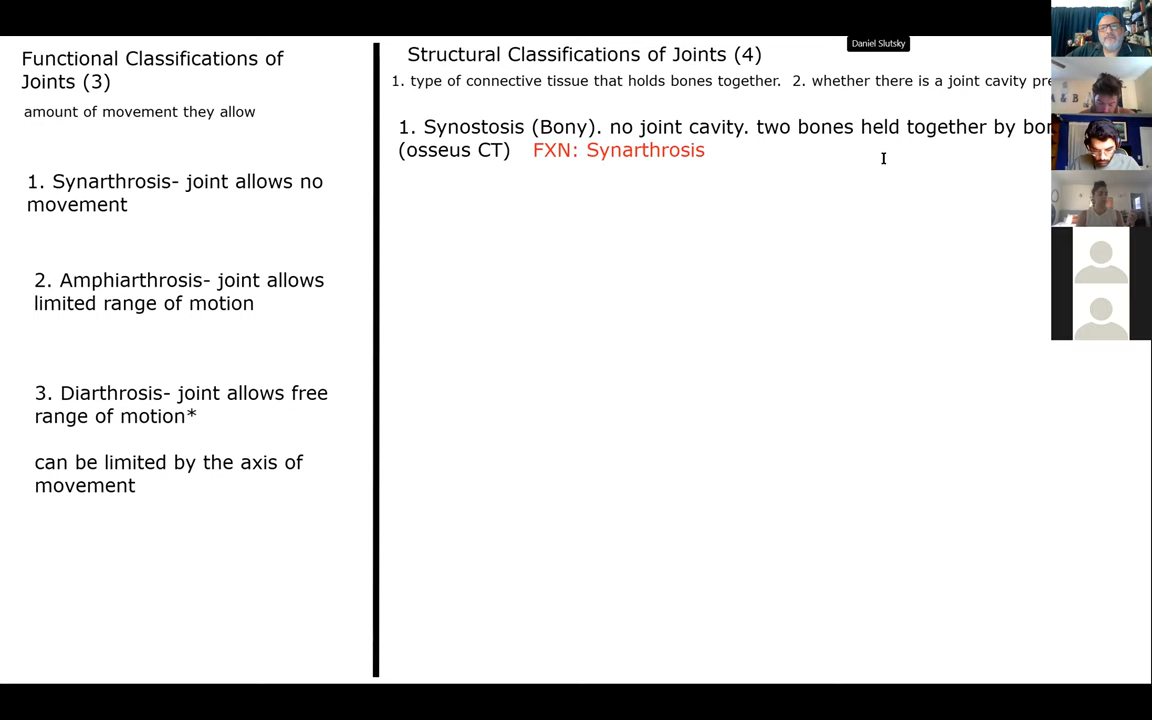 Functional Classifications of
Joints (3)
amount of movement they allow
1. Synarthrosis- joint allows no
movement
2. Amphiarthrosis- joint allows
limited range of motion
3. Diarthrosis- joint allows free
range of motion*
can be limited by the axis of
movement
Structural Classifications of Joints (4)
1. type of connective tissue that holds bones together. 2. whether there is a joint cavity pre
1. Synostosis (Bony). no joint cavity. two bones held together by bon
(osseus CT) FXN: Synarthrosis
Daniel Slutsky